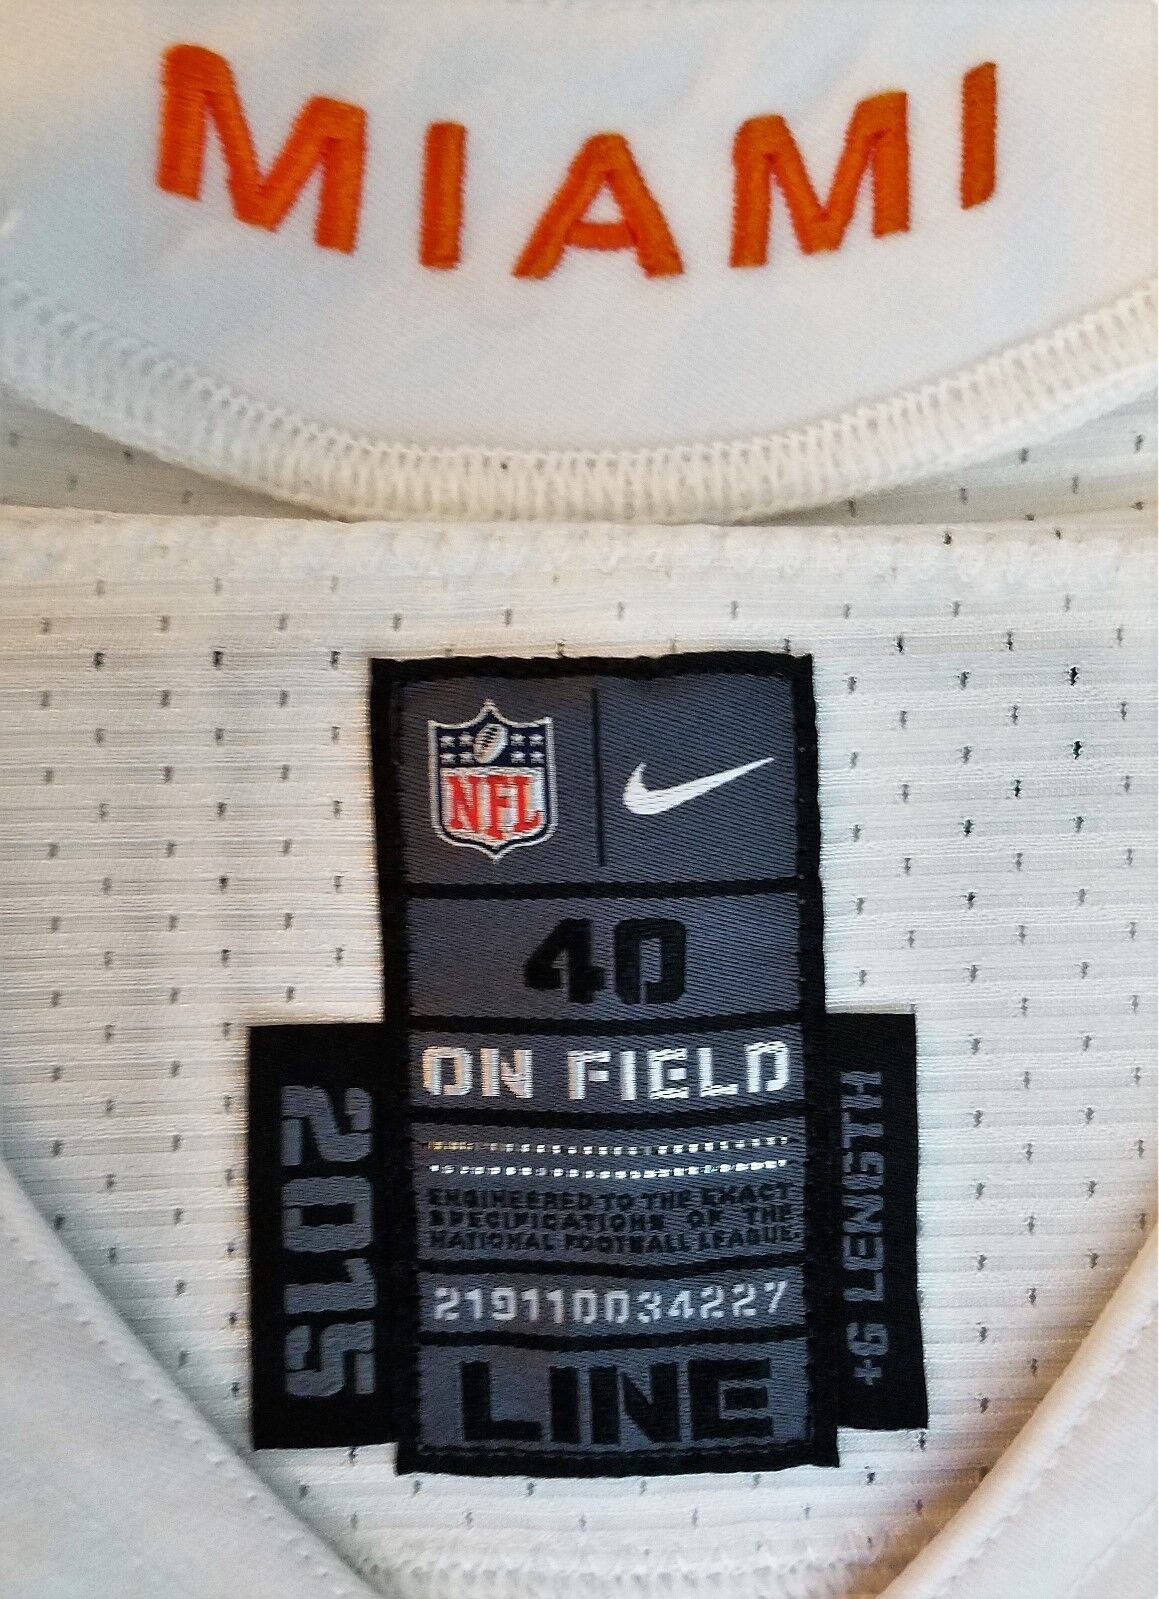 MIAMI
NFL
40
ON FIELD
ENGINEERED TO THE EXACT
SPECIFICATIONS OF THE
NATIONAL FOOTBALL LEAGUE.
219110034227
LINE
2015
+6 LENGTH